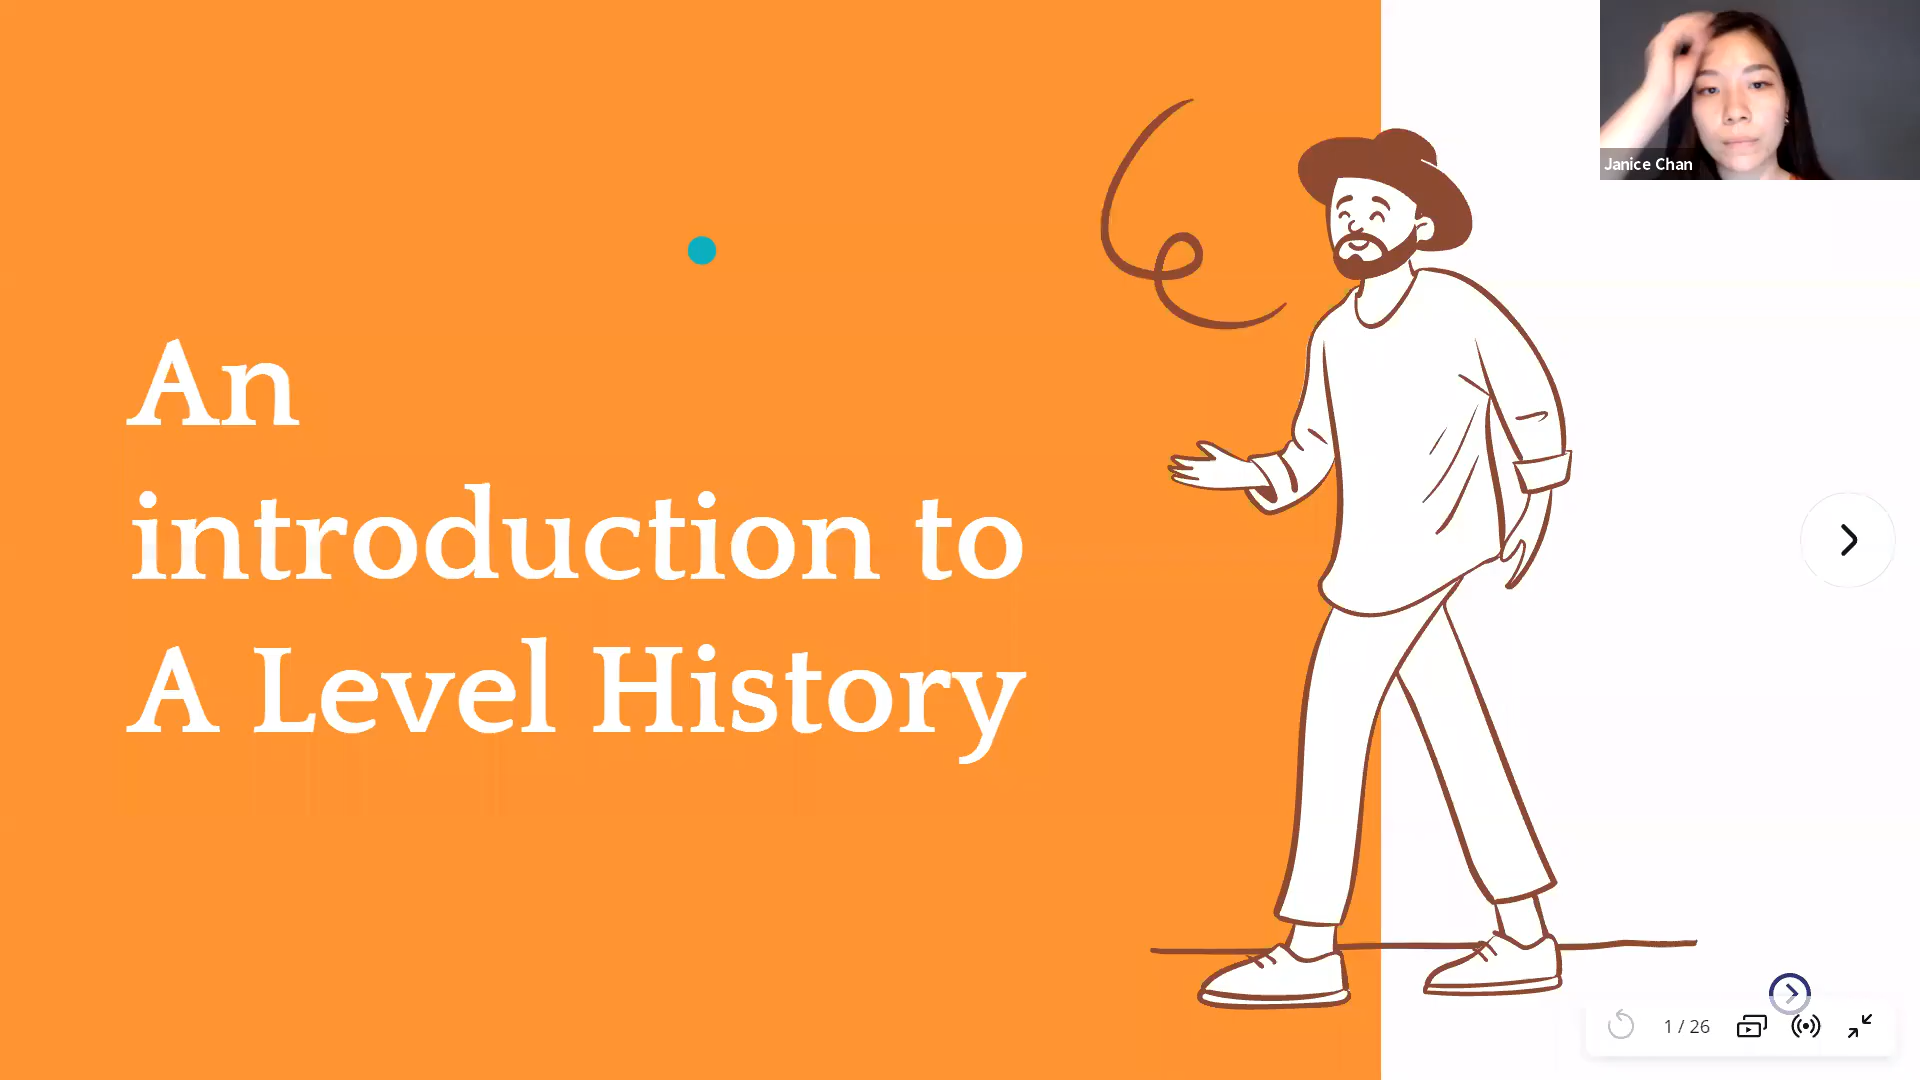 An
introduction to
A Level History
Janice Chan
1 / 26